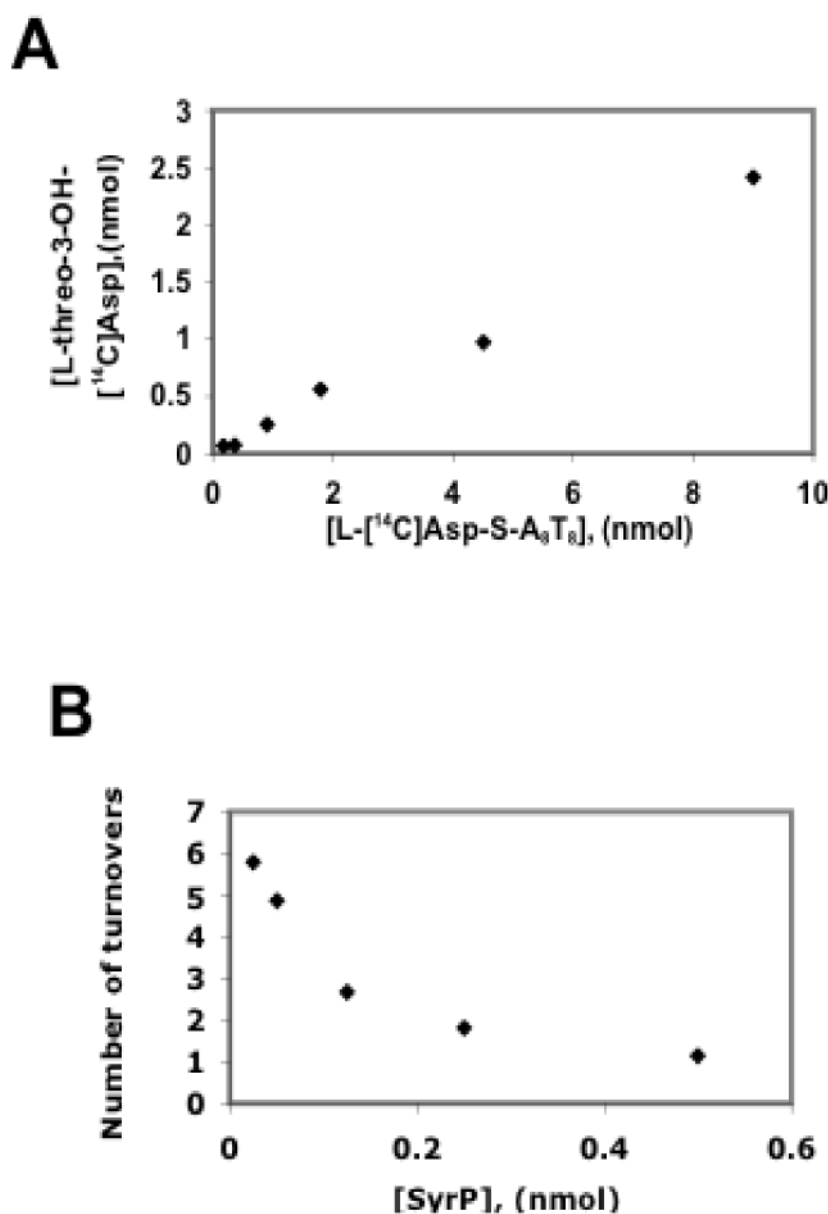 A
[L-threo-3-OH-
[¹⁴C]Asp],(nmol)
3
2.5
2
1.5
1
0.5
0
0 2 4 6 8 10
[L-[¹⁴C]Asp-S-A₈T₈], (nmol)
B
Number of turnovers
7
6
5
4
3
2
1
0
0 0.2 0.4 0.6
[SyrP], (nmol)